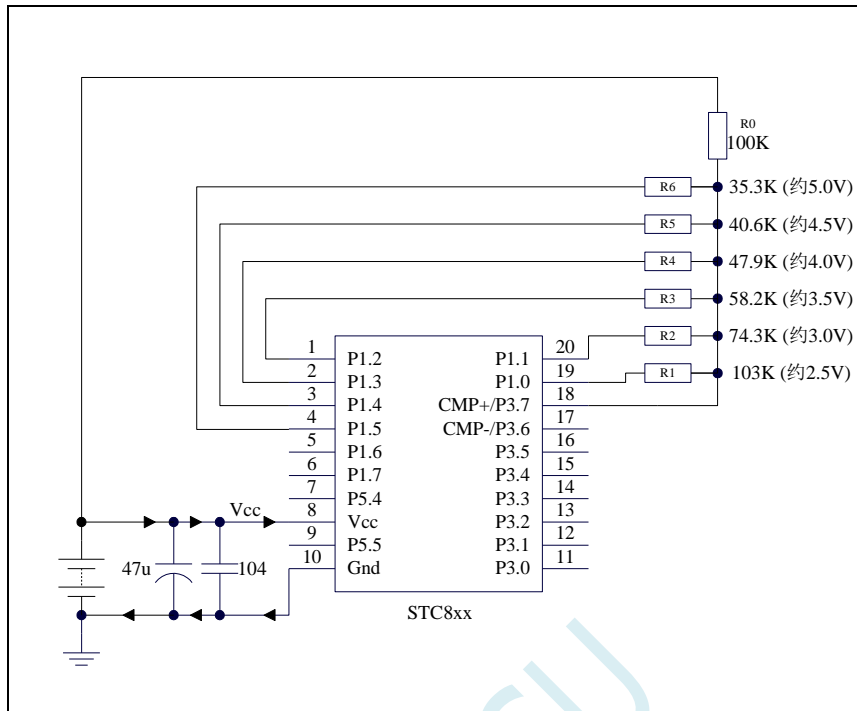 R0
100K
R6 35.3K (约5.0V)
R5 40.6K (约4.5V)
R4 47.9K (约4.0V)
R3 58.2K (约3.5V)
R2 74.3K (约3.0V)
R1 103K (约2.5V)
1 P1.2 P1.1 20
2 P1.3 P1.0 19
3 P1.4 CMP+/P3.7 18
4 P1.5 CMP-/P3.6 17
5 P1.6 P3.5 16
6 P1.7 P3.4 15
7 P5.4 P3.3 14
Vcc 8 Vcc P3.2 13
9 P5.5 P3.1 12
47u 104 10 Gnd P3.0 11
STC8xx